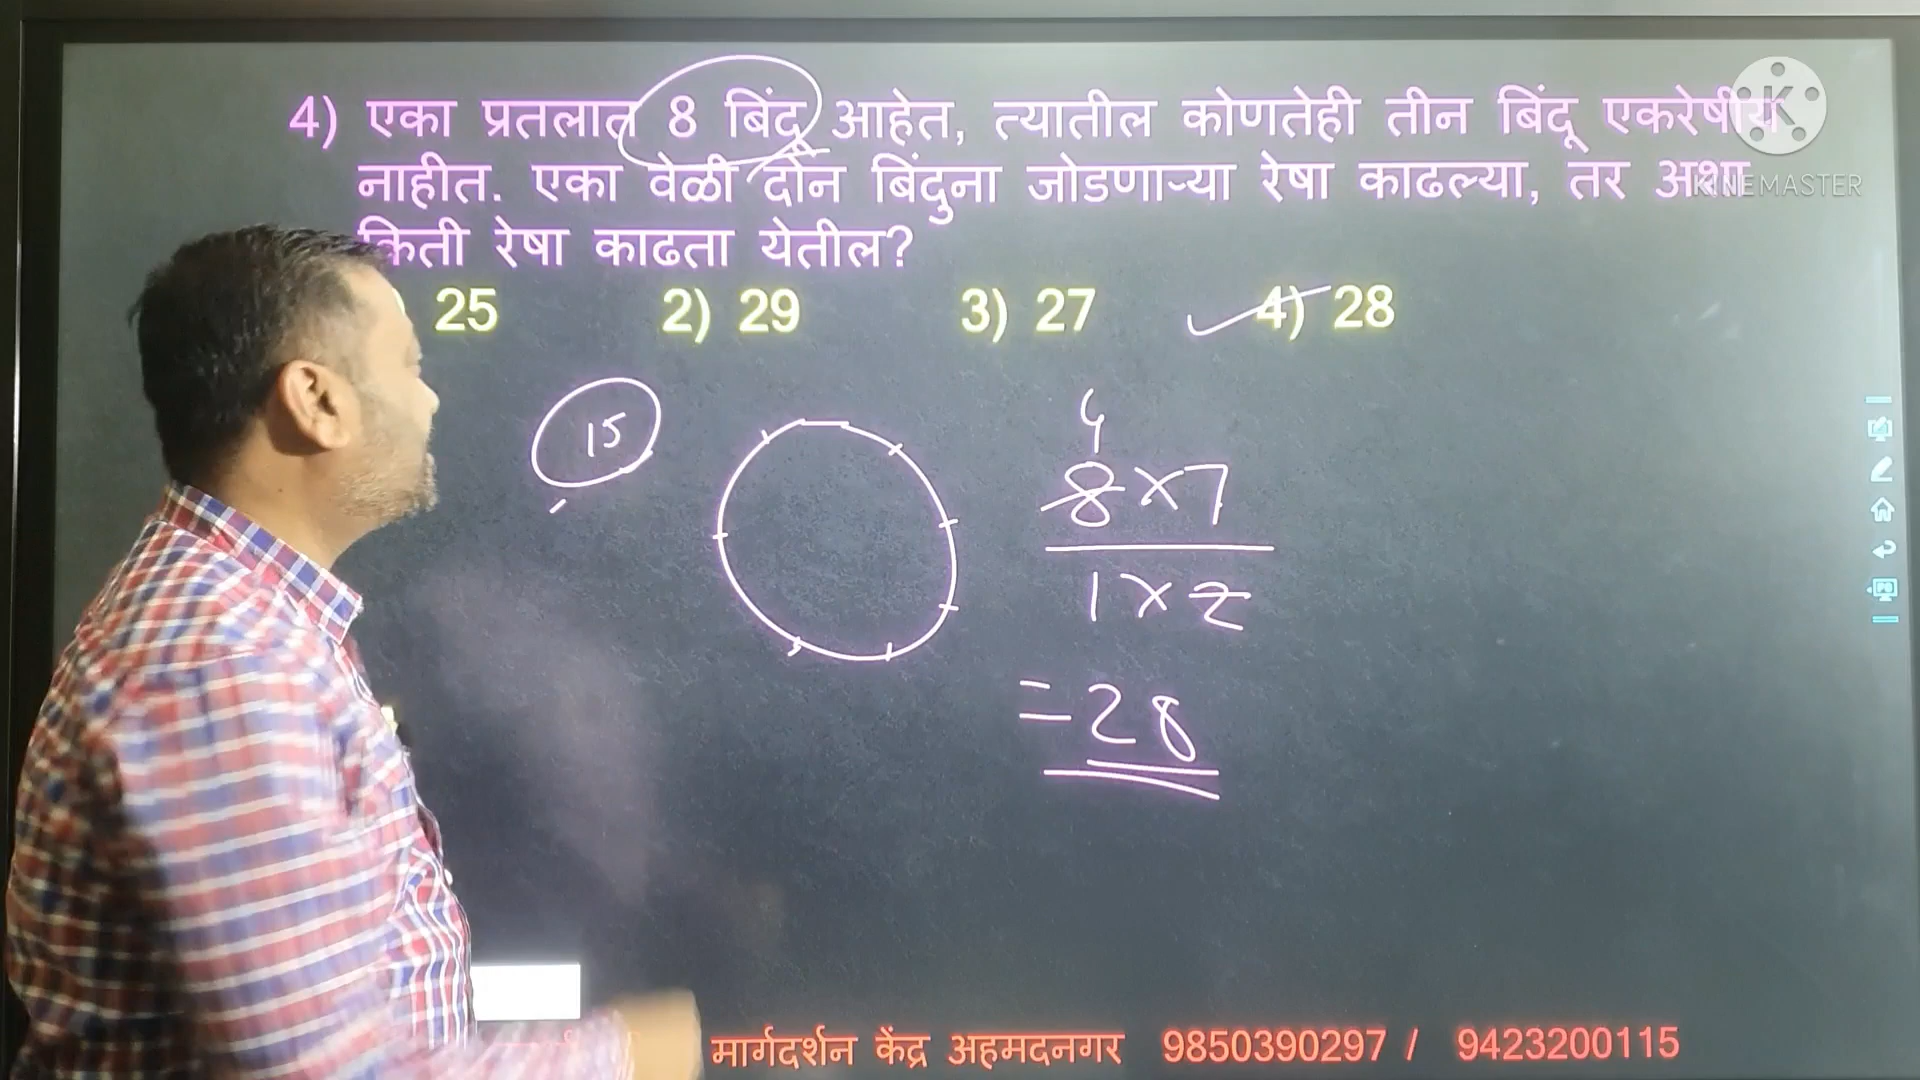 4) एका प्रतलात 8 बिंदू आहेत, त्यातील कोणतेही तीन बिंदू एकरेषीय
नाहीत. एका वेळी दोन बिंदुना जोडणाऱ्या रेषा काढल्या, तर अशा
किती रेषा काढता येतील?
25 2) 29 3) 27 4) 28
K
KINEMASTER
15
4
8×7
1×2
=28
मार्गदर्शन केंद्र अहमदनगर 9850390297 / 9423200115